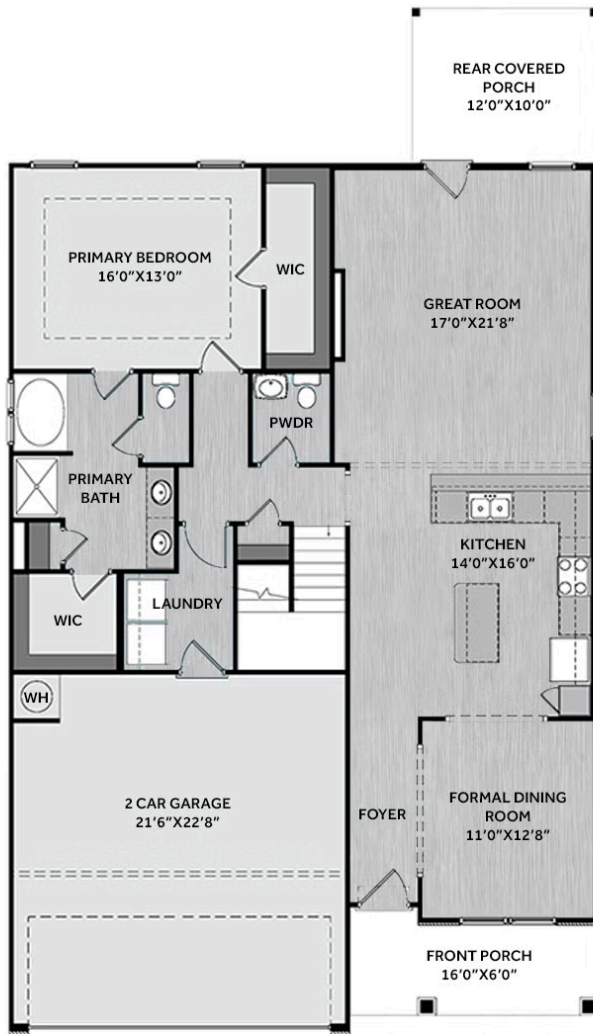 REAR COVERED
PORCH
12'0"X10'0"
PRIMARY BEDROOM
16'0"X13'0"
WIC
GREAT ROOM
17'0"X21'8"
PWDR
PRIMARY
BATH
KITCHEN
14'0"X16'0"
LAUNDRY
WIC
WH
2 CAR GARAGE
21'6"X22'8"
FOYER
FORMAL DINING
ROOM
11'0"X12'8"
FRONT PORCH
16'0"X6'0"